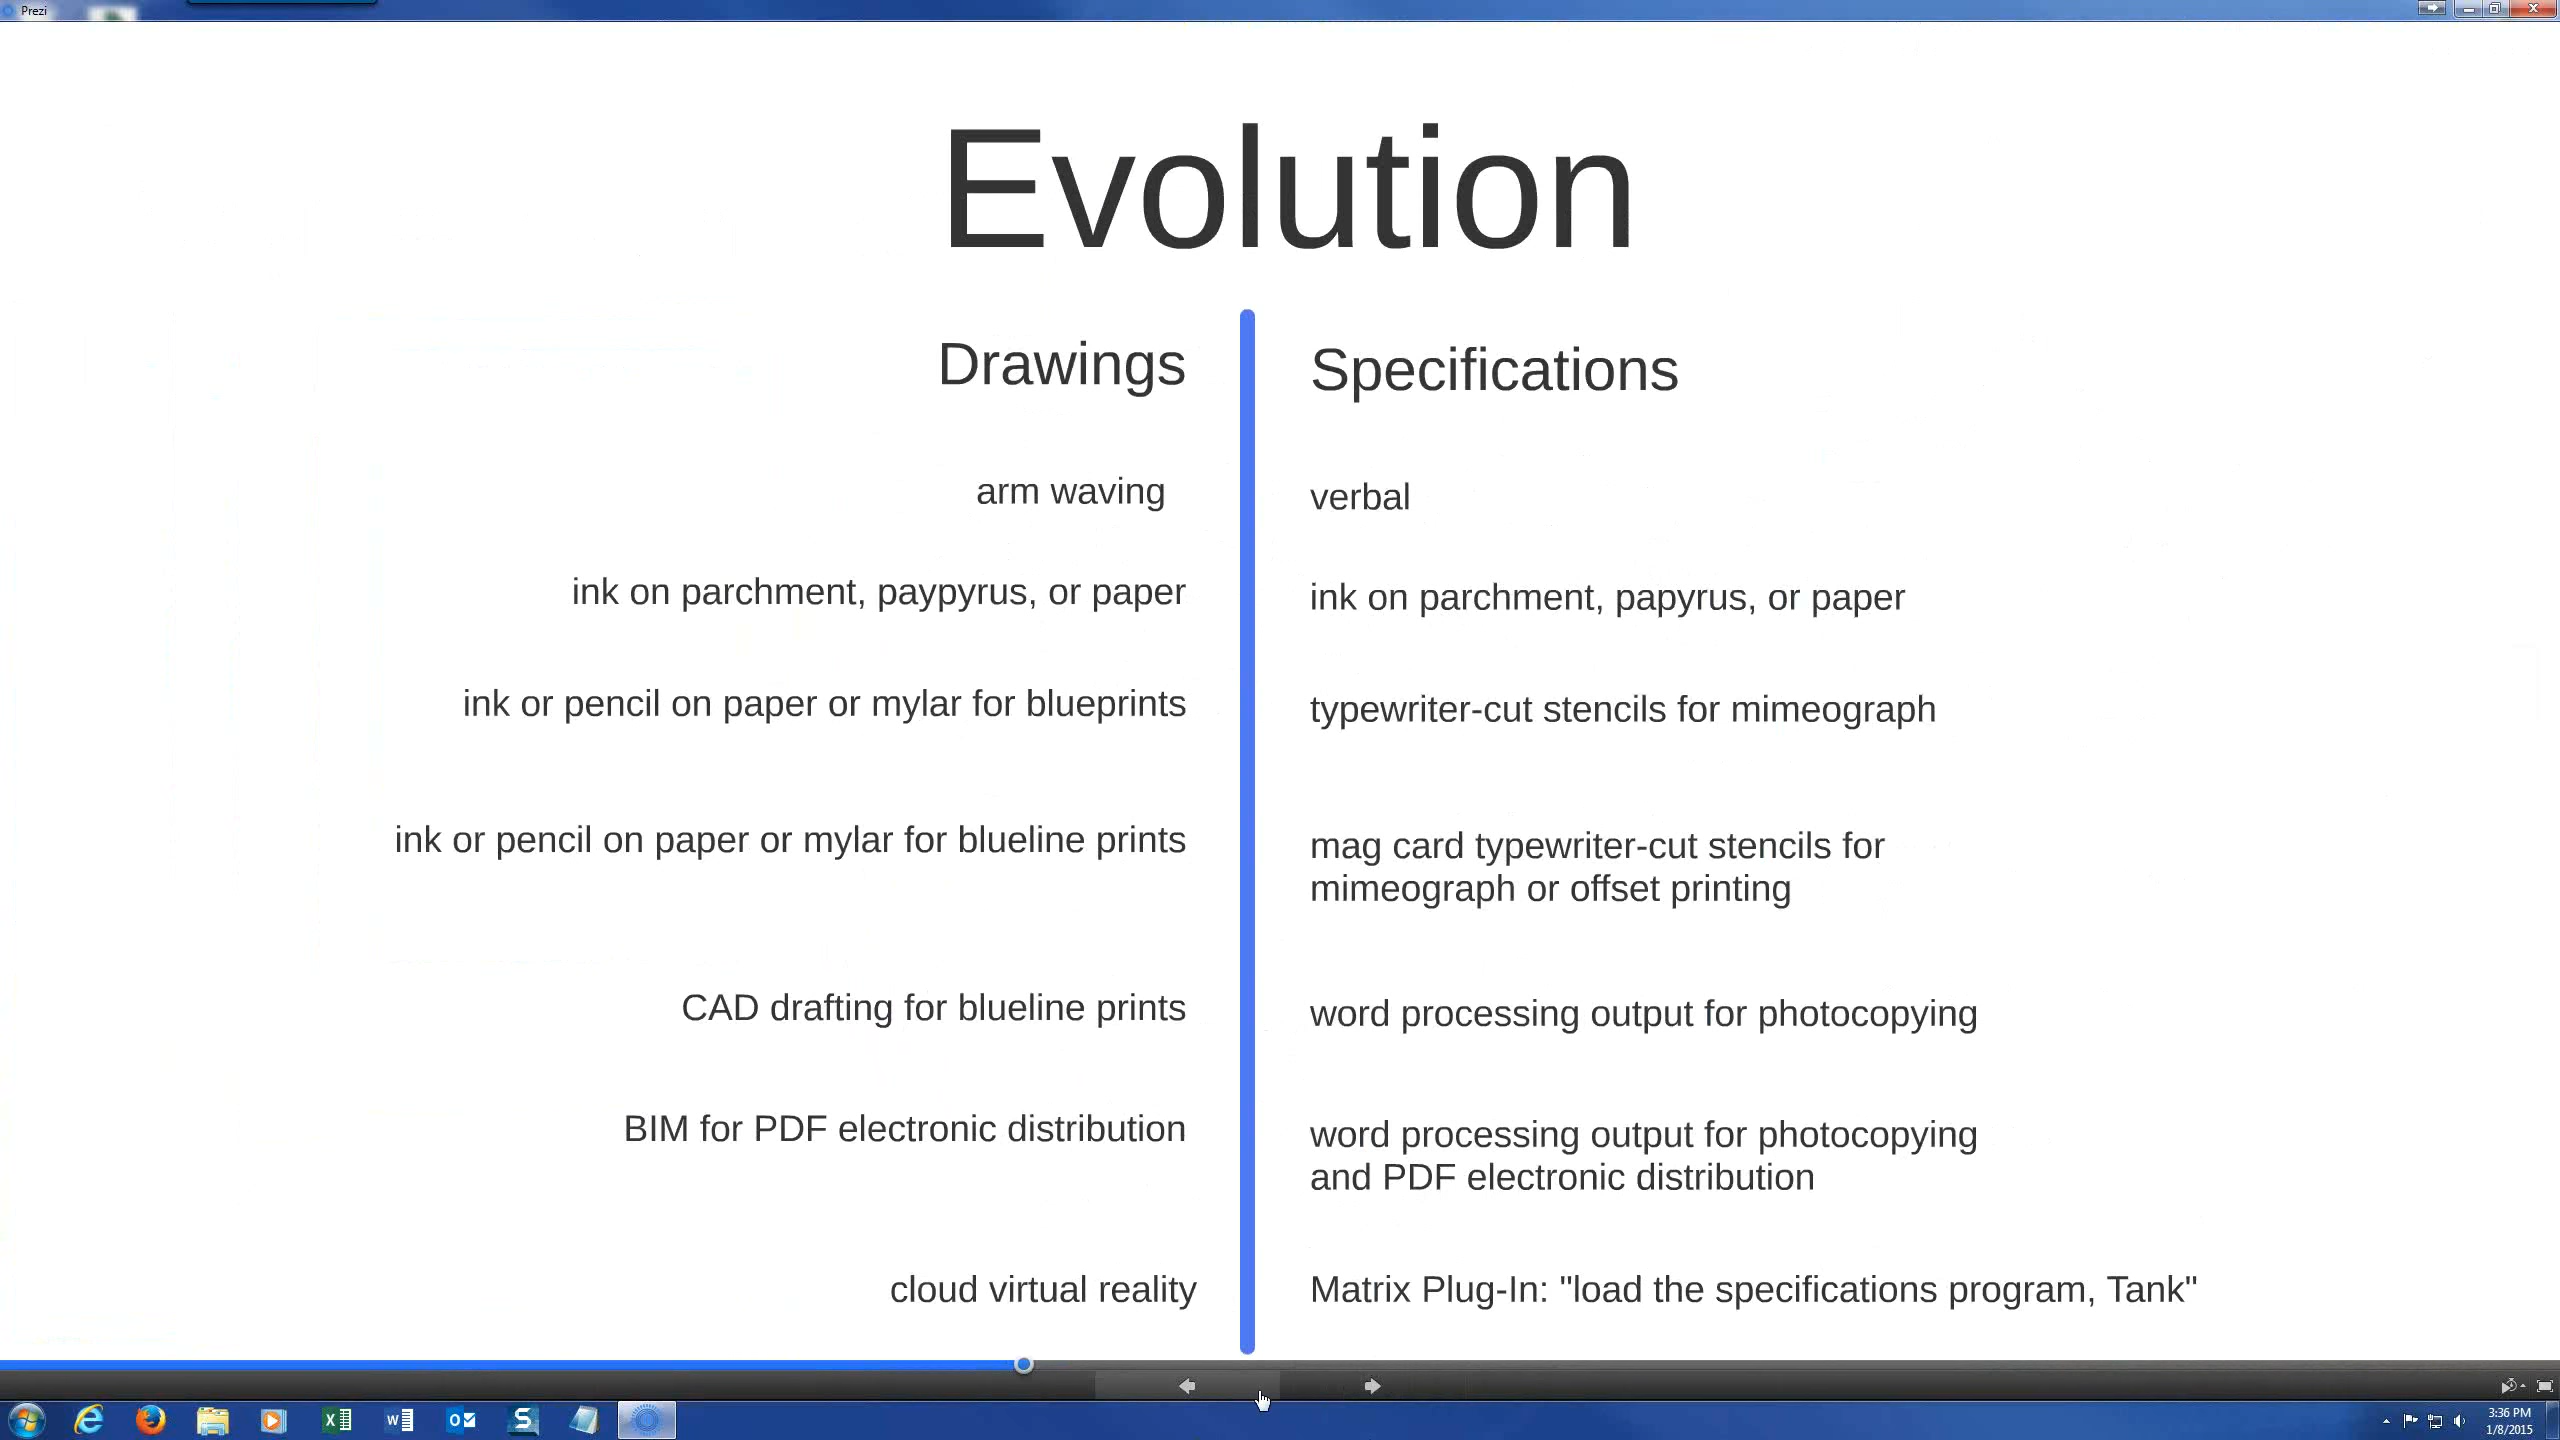 Prezi
Evolution
Drawings
Specifications
arm waving
verbal
ink on parchment, paypyrus, or paper
ink on parchment, papyrus, or paper
ink or pencil on paper or mylar for blueprints
typewriter-cut stencils for mimeograph
ink or pencil on paper or mylar for blueline prints
mag card typewriter-cut stencils for
mimeograph or offset printing
CAD drafting for blueline prints
word processing output for photocopying
BIM for PDF electronic distribution
word processing output for photocopying
and PDF electronic distribution
cloud virtual reality
Matrix Plug-In: "load the specifications program, Tank"
3:36 PM
1/8/2015